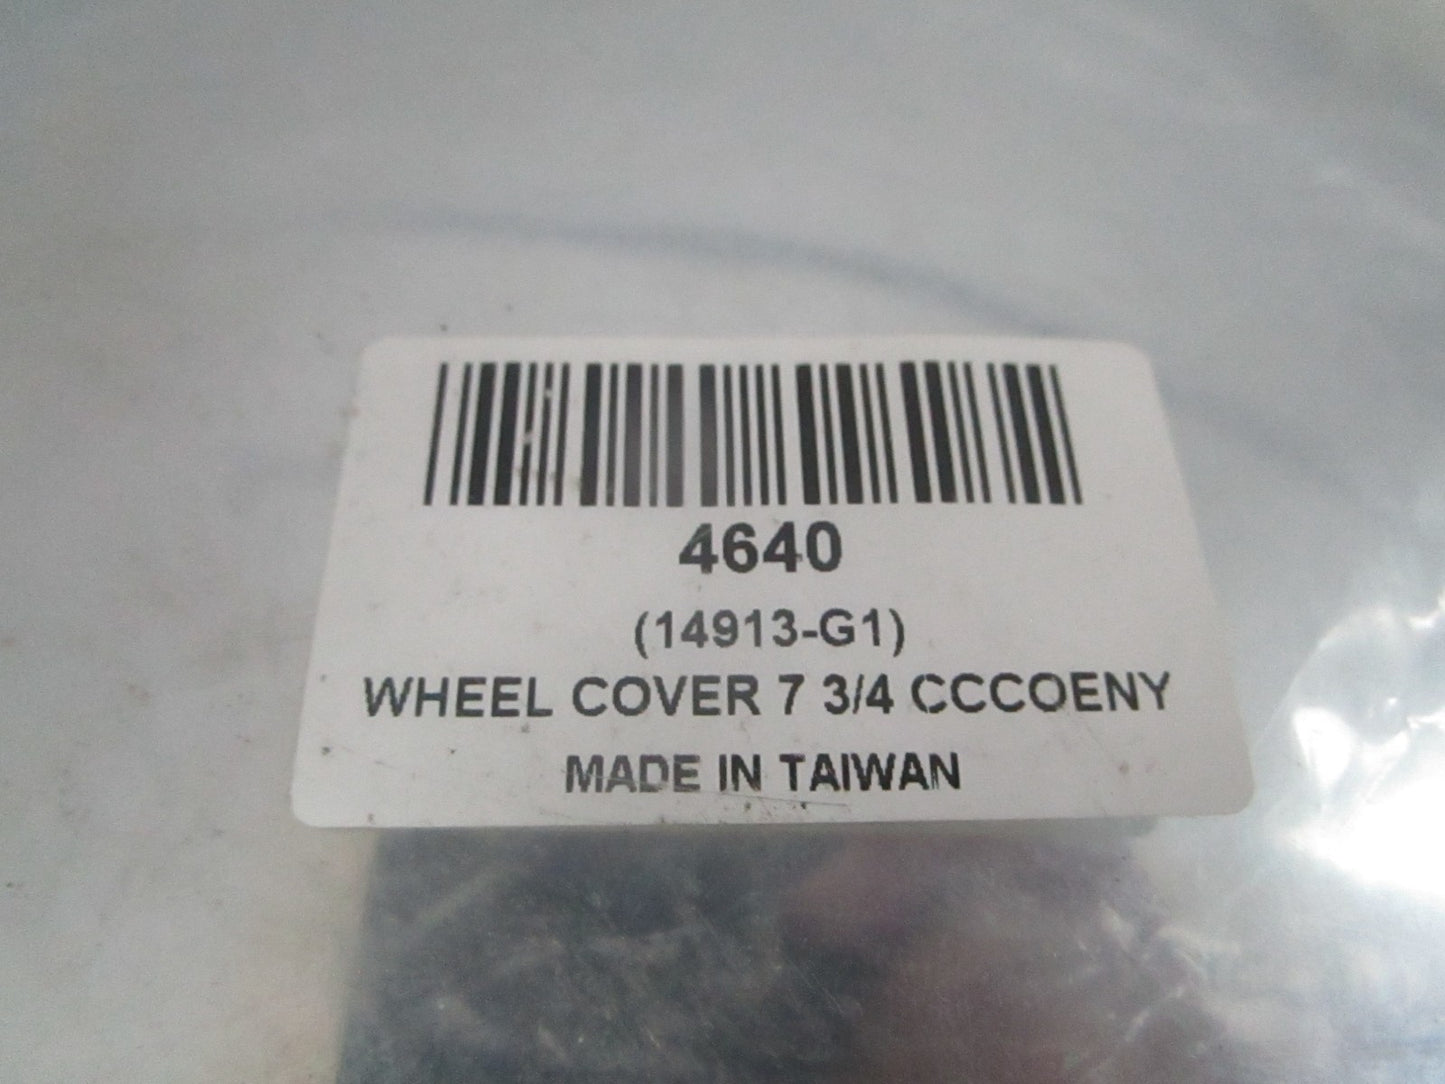 4640
(14913-G1)
WHEEL COVER 7 3/4 CCCOENY
MADE IN TAIWAN